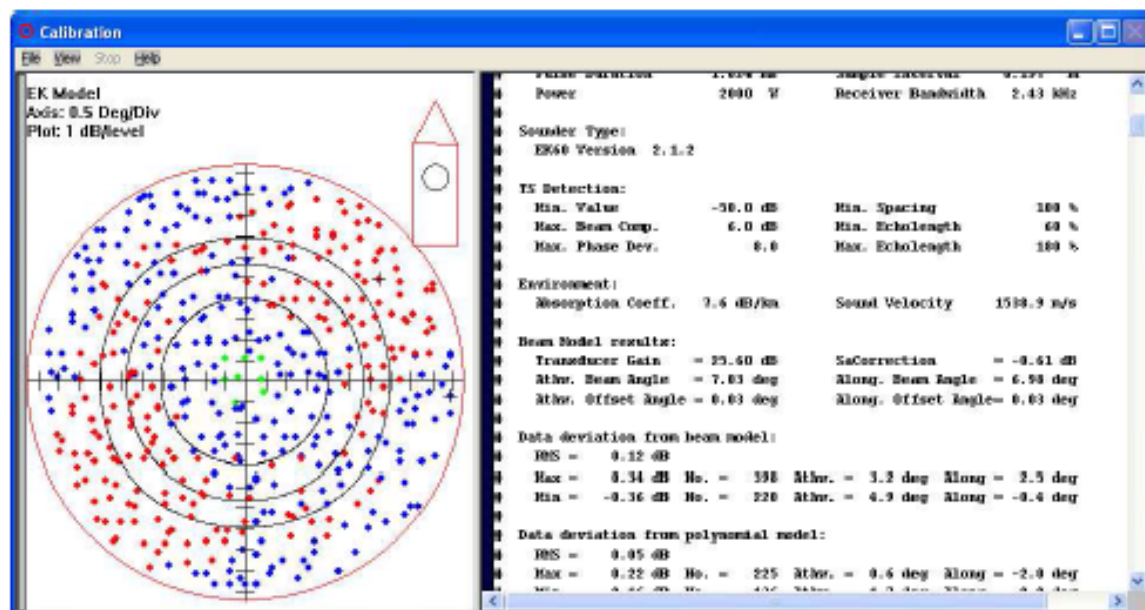 Calibration
File View Stop Help
EK Model
Axis: 0.5 Deg/Div
Plot: 1 dB/level
# Pulse Duration Sample Interval
# Power 2000 W Receiver Bandwidth 2.43 kHz
#
# Sounder Type:
# EK60 Version 2.1.2
#
# TS Detection:
# Min. Value -50.0 dB Min. Spacing 100 %
# Max. Beam Comp. 6.0 dB Min. Echolength 60 %
# Max. Phase Dev. 8.0 Max. Echolength 180 %
#
# Environment:
# Absorption Coeff. 7.6 dB/km Sound Velocity 1538.9 m/s
#
# Beam Model results:
# Transducer Gain = 25.60 dB SaCorrection = -0.61 dB
# Athw. Beam Angle = 7.03 deg Along. Beam Angle = 6.98 deg
# Athw. Offset Angle = 0.03 deg Along. Offset Angle= 0.03 deg
#
# Data deviation from beam model:
# RMS = 0.12 dB
# Max = 0.34 dB No. = 398 Athw. = 3.2 deg Along = 2.5 deg
# Min = -0.36 dB No. = 220 Athw. = 4.9 deg Along = -0.4 deg
#
# Data deviation from polynomial model:
# RMS = 0.05 dB
# Max = 0.22 dB No. = 225 Athw. = 0.6 deg Along = -2.0 deg